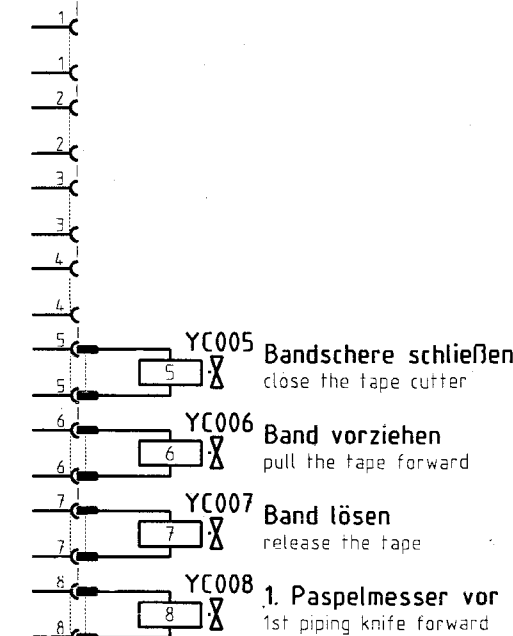 1
1
2
2
3
3
4
4
5
YC005
Bandschere schließen
5
close the tape cutter
5
6
YC006
Band vorziehen
6
pull the tape forward
6
7
YC007
Band lösen
7
release the tape
7
8
YC008
1. Paspelmesser vor
8
1st piping knife forward
8